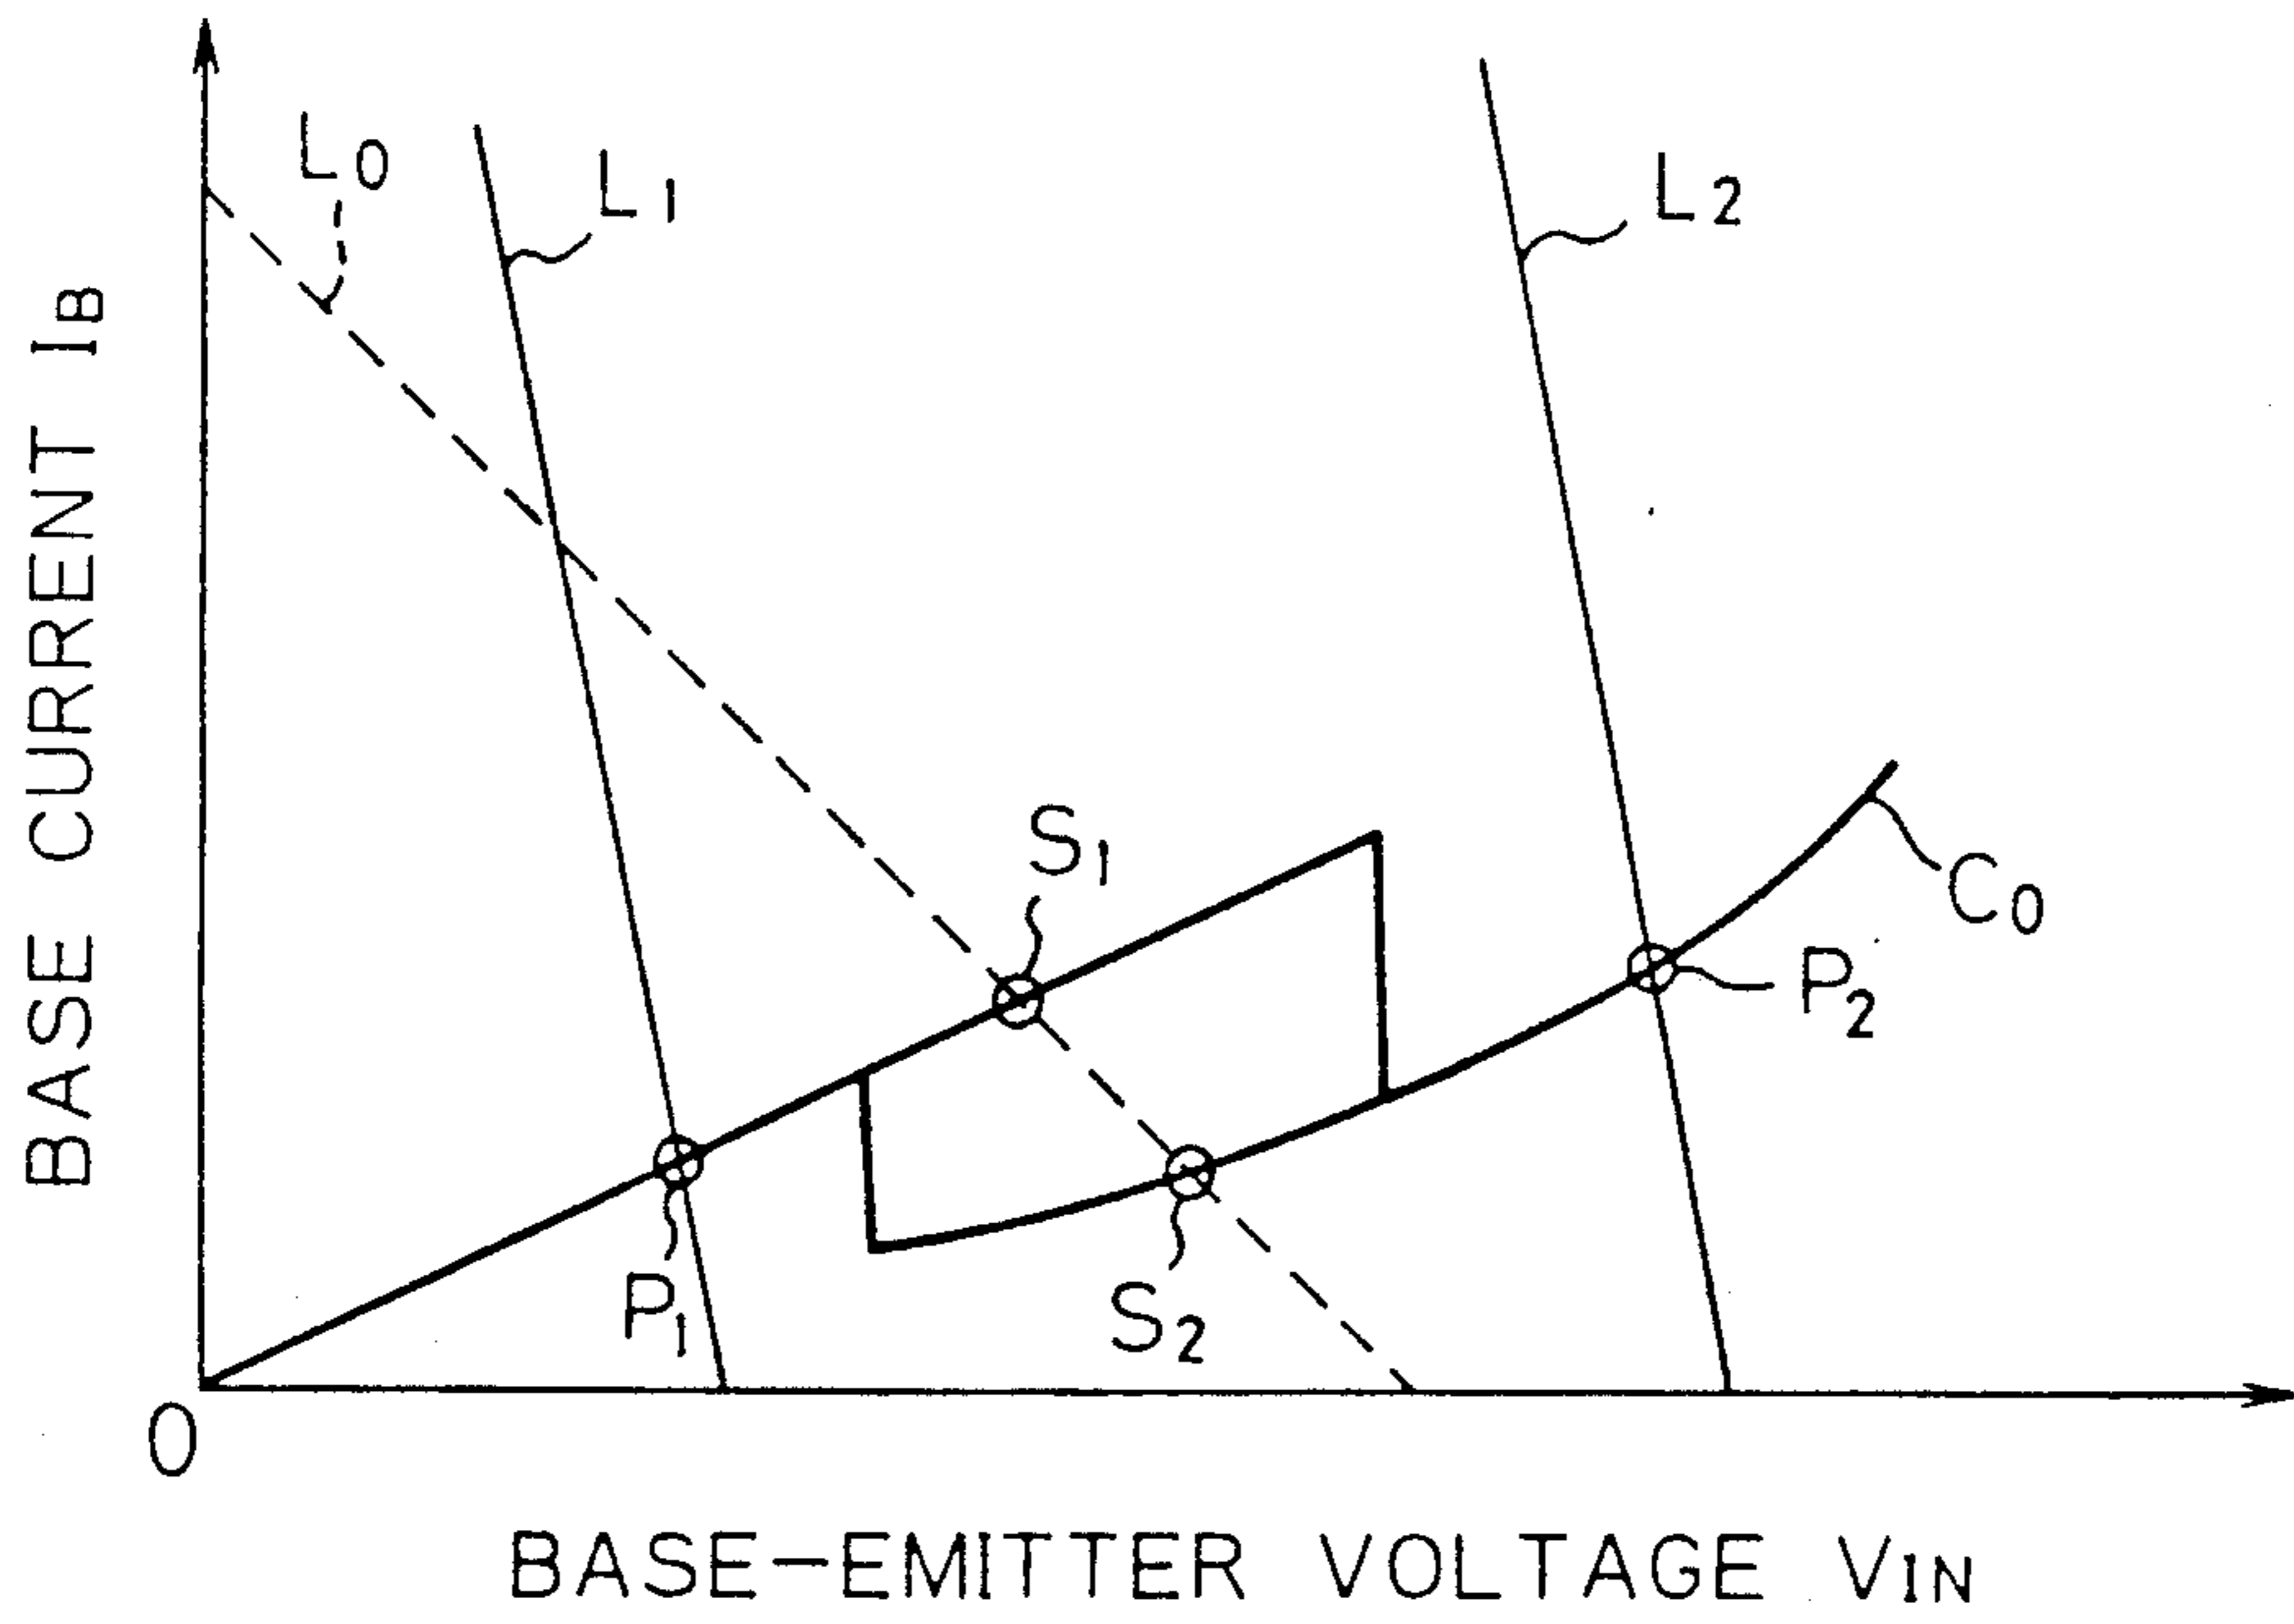 L0
L1
L2
BASE CURRENT IB
S1
C0
P2
P1
S2
0
BASE-EMITTER VOLTAGE VIN